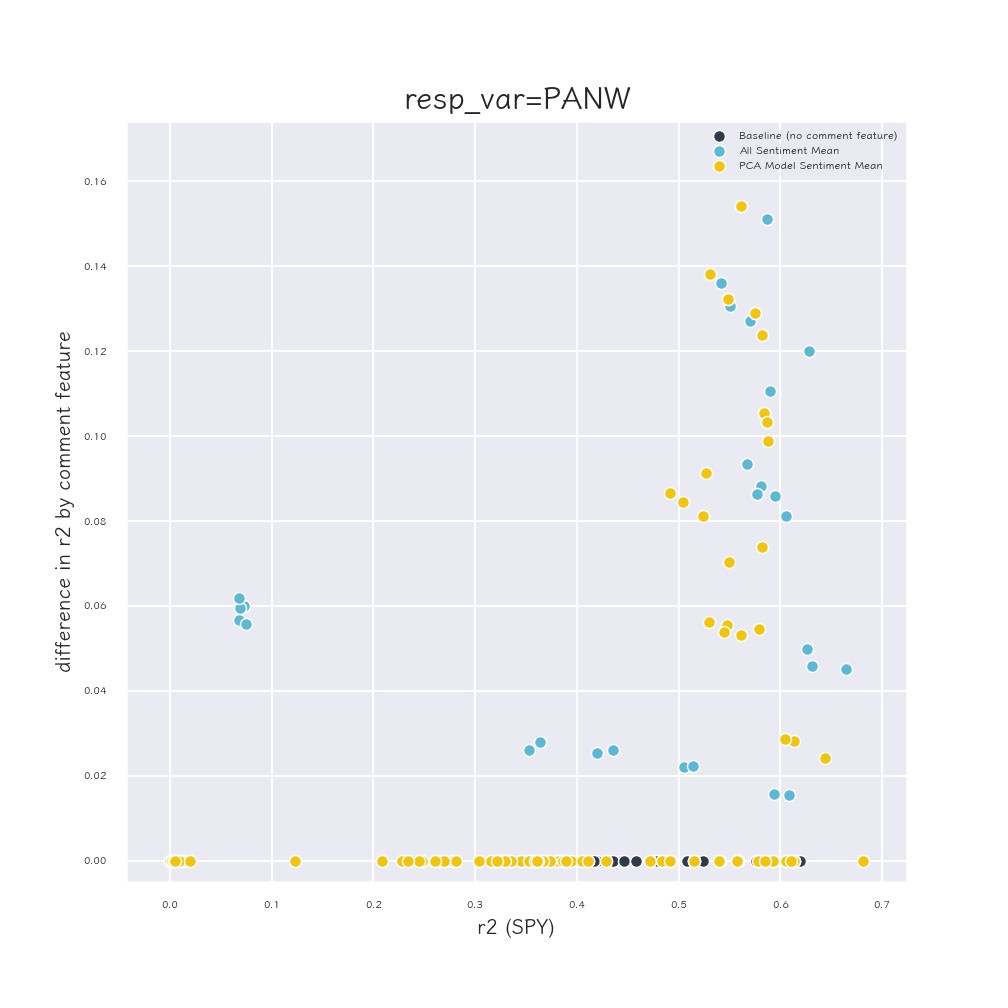 resp_var=PANW
Baseline (no comment feature)
All Sentiment Mean
PCA Model Sentiment Mean
difference in r2 by comment feature
0.16
0.14
0.12
0.10
0.08
0.06
0.04
0.02
0.00
0.0 0.1 0.2 0.3 0.4 0.5 0.6 0.7
r2 (SPY)